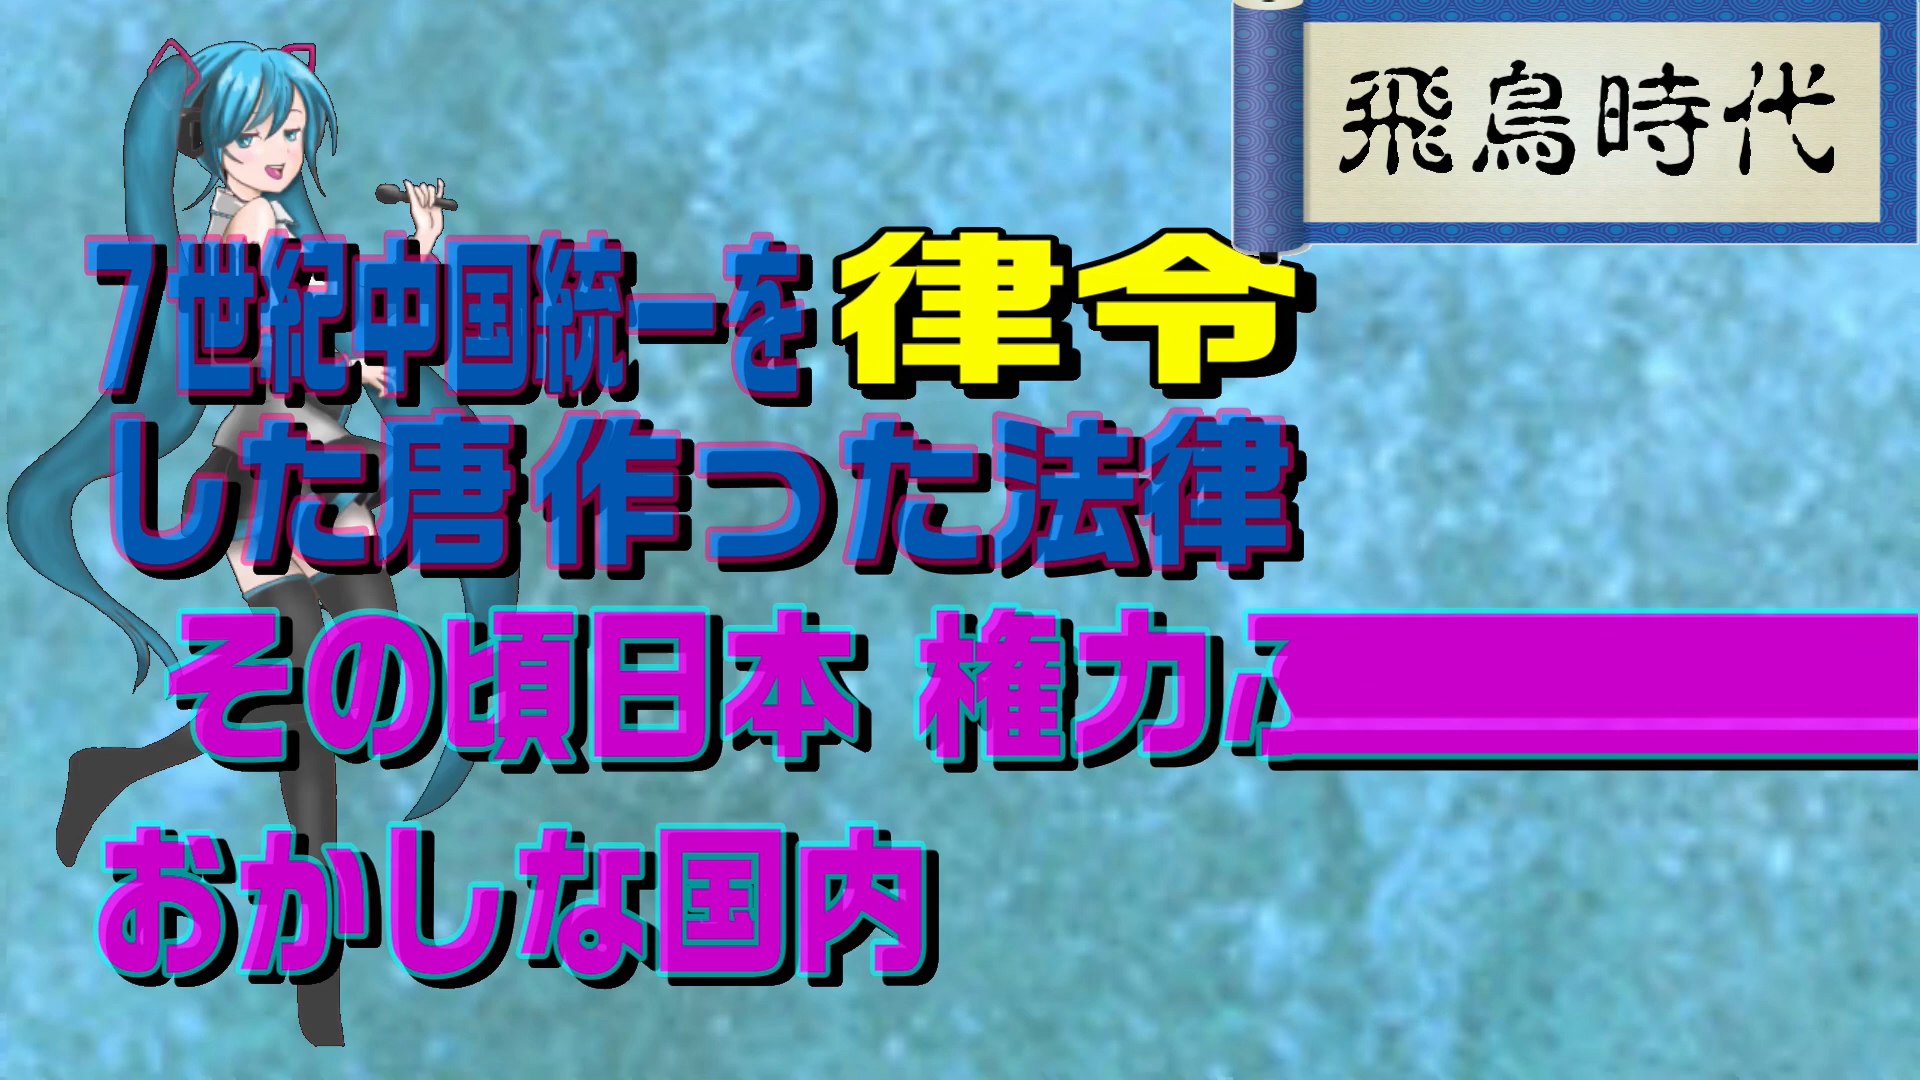 飛鳥時代
7世紀中国統一を 律令
した唐作った法律
その頃日本 権力
おかしな国内